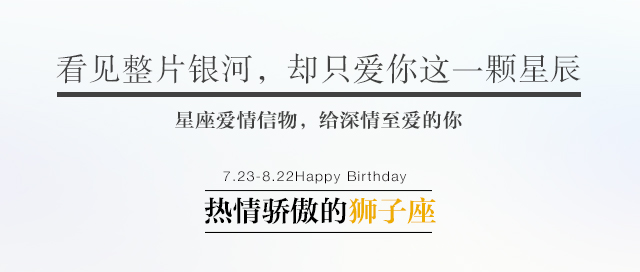 看见整片银河，却只爱你这一颗星辰
星座爱情信物，给深情至爱的你
7.23-8.22Happy Birthday
热情骄傲的狮子座